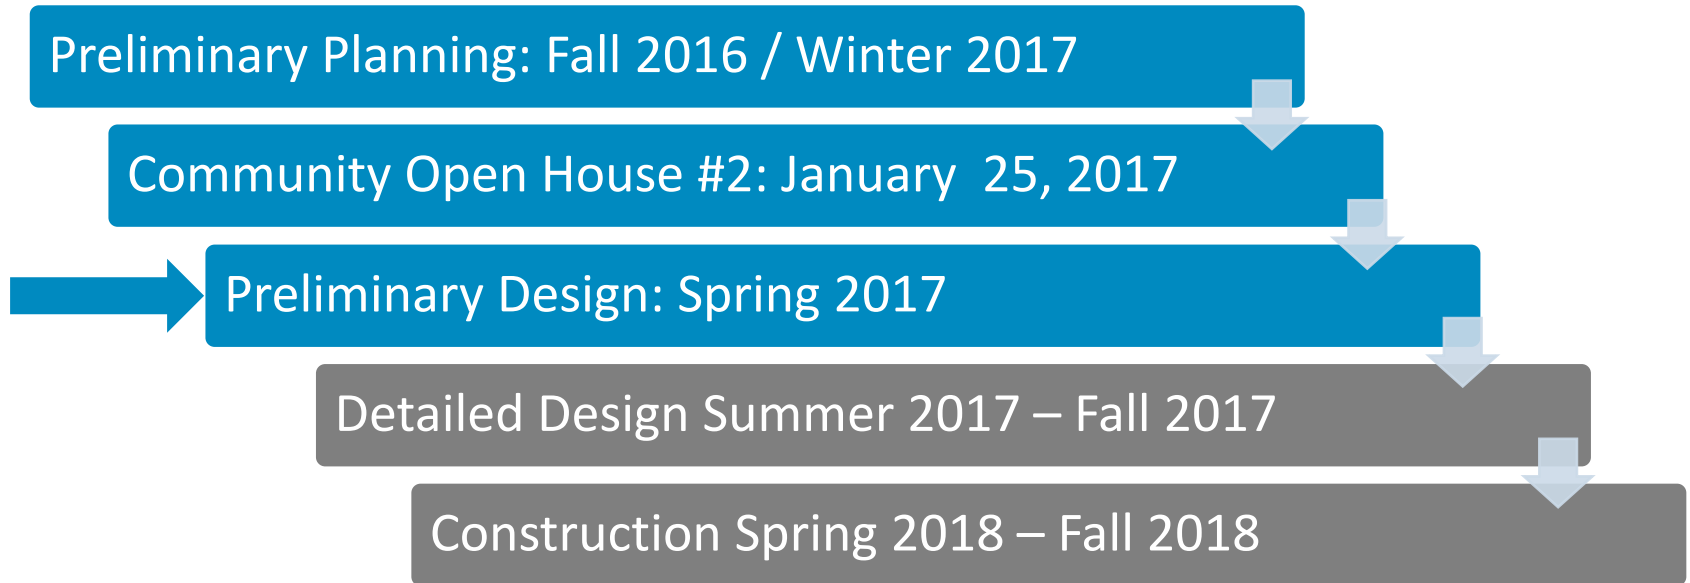 Preliminary Planning: Fall 2016 / Winter 2017
Community Open House #2: January  25, 2017
Preliminary Design: Spring 2017
Detailed Design Summer 2017 – Fall 2017
Construction Spring 2018 – Fall 2018